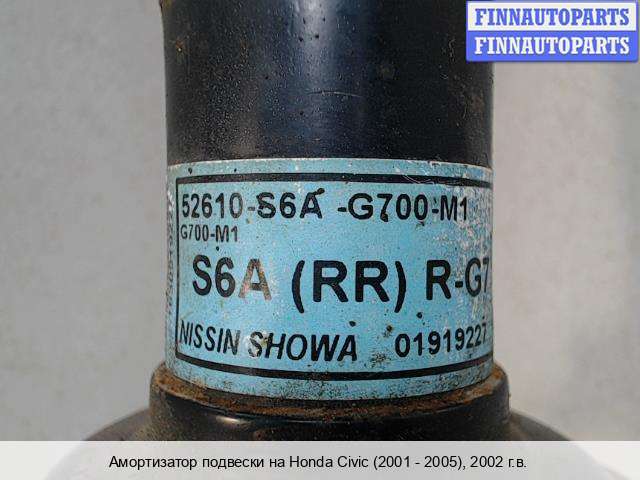 FINNAUTOPARTS
FINNAUTOPARTS
52610-S6A -G700-M1
G700-M1
S6A (RR) R-G7
NISSIN SHOWA 01919227
Амортизатор подвески на Honda Civic (2001 - 2005), 2002 г.в.